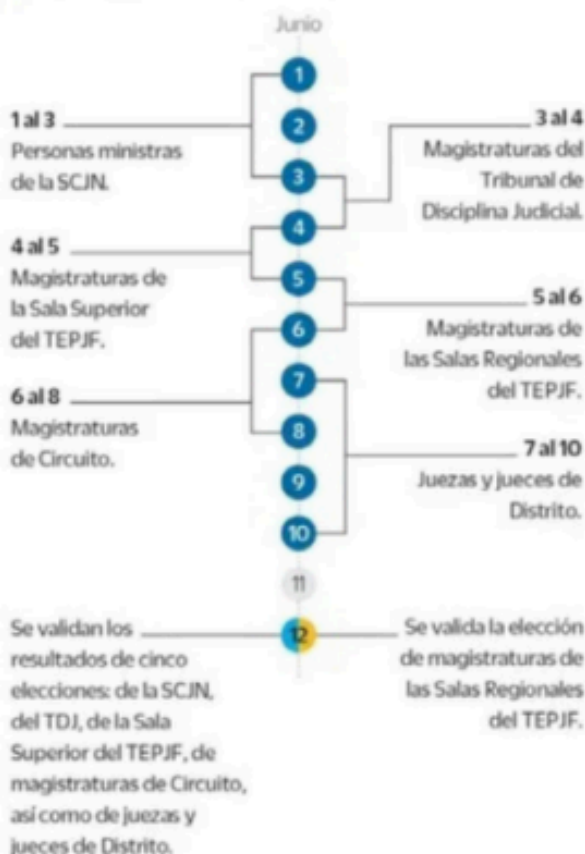 Junio
1
2
3
4
5
6
7
8
9
10
11
12
1 al 3
Personas ministras
de la SCJN.
3 al 4
Magistraturas del
Tribunal de
Disciplina Judicial.
4 al 5
Magistraturas de
la Sala Superior
del TEPJF.
5 al 6
Magistraturas de
las Salas Regionales
del TEPJF.
6 al 8
Magistraturas
de Circuito.
7 al 10
Juezas y jueces de
Distrito.
Se validan los
resultados de cinco
elecciones: de la SCJN,
del TDJ, de la Sala
Superior del TEPJF, de
magistraturas de Circuito,
así como de juezas y
jueces de Distrito.
Se valida la elección
de magistraturas de
las Salas Regionales
del TEPJF.